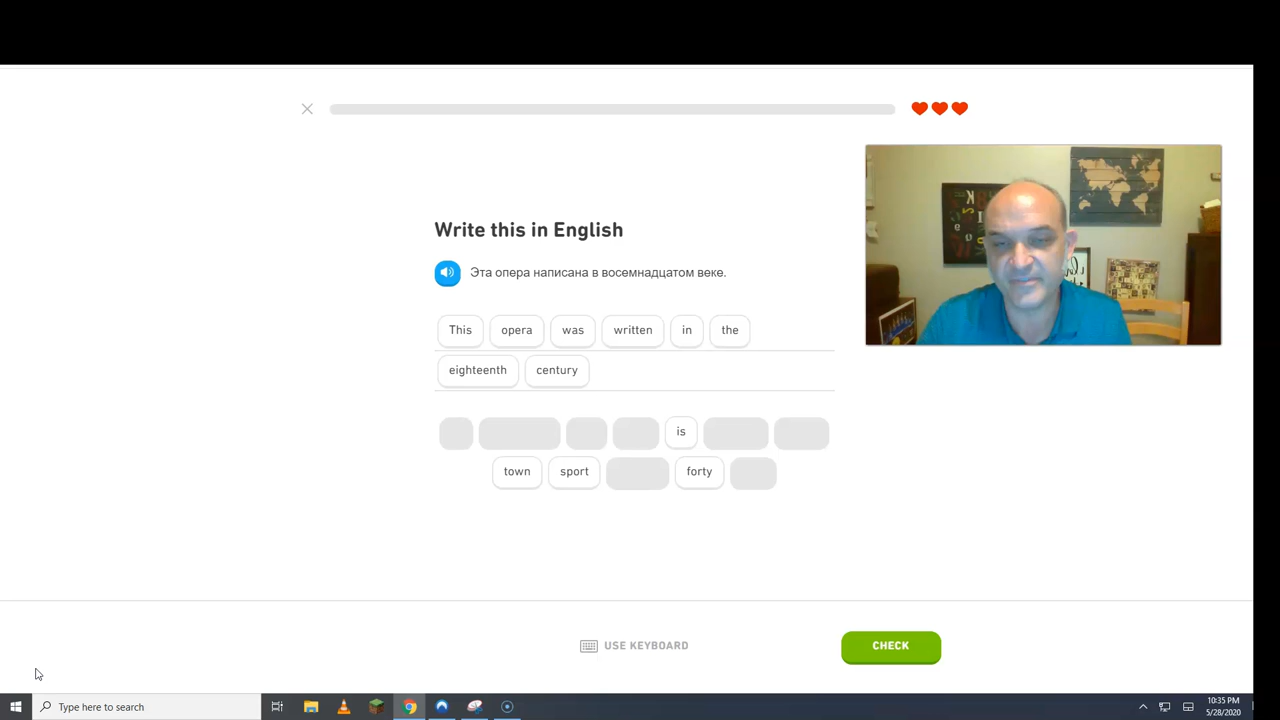 Write this in English
Эта опера написана в восемнадцатом веке.
This opera was written in the
eighteenth century
is
town sport forty
USE KEYBOARD
CHECK
Type here to search
10:35 PM
5/28/2020